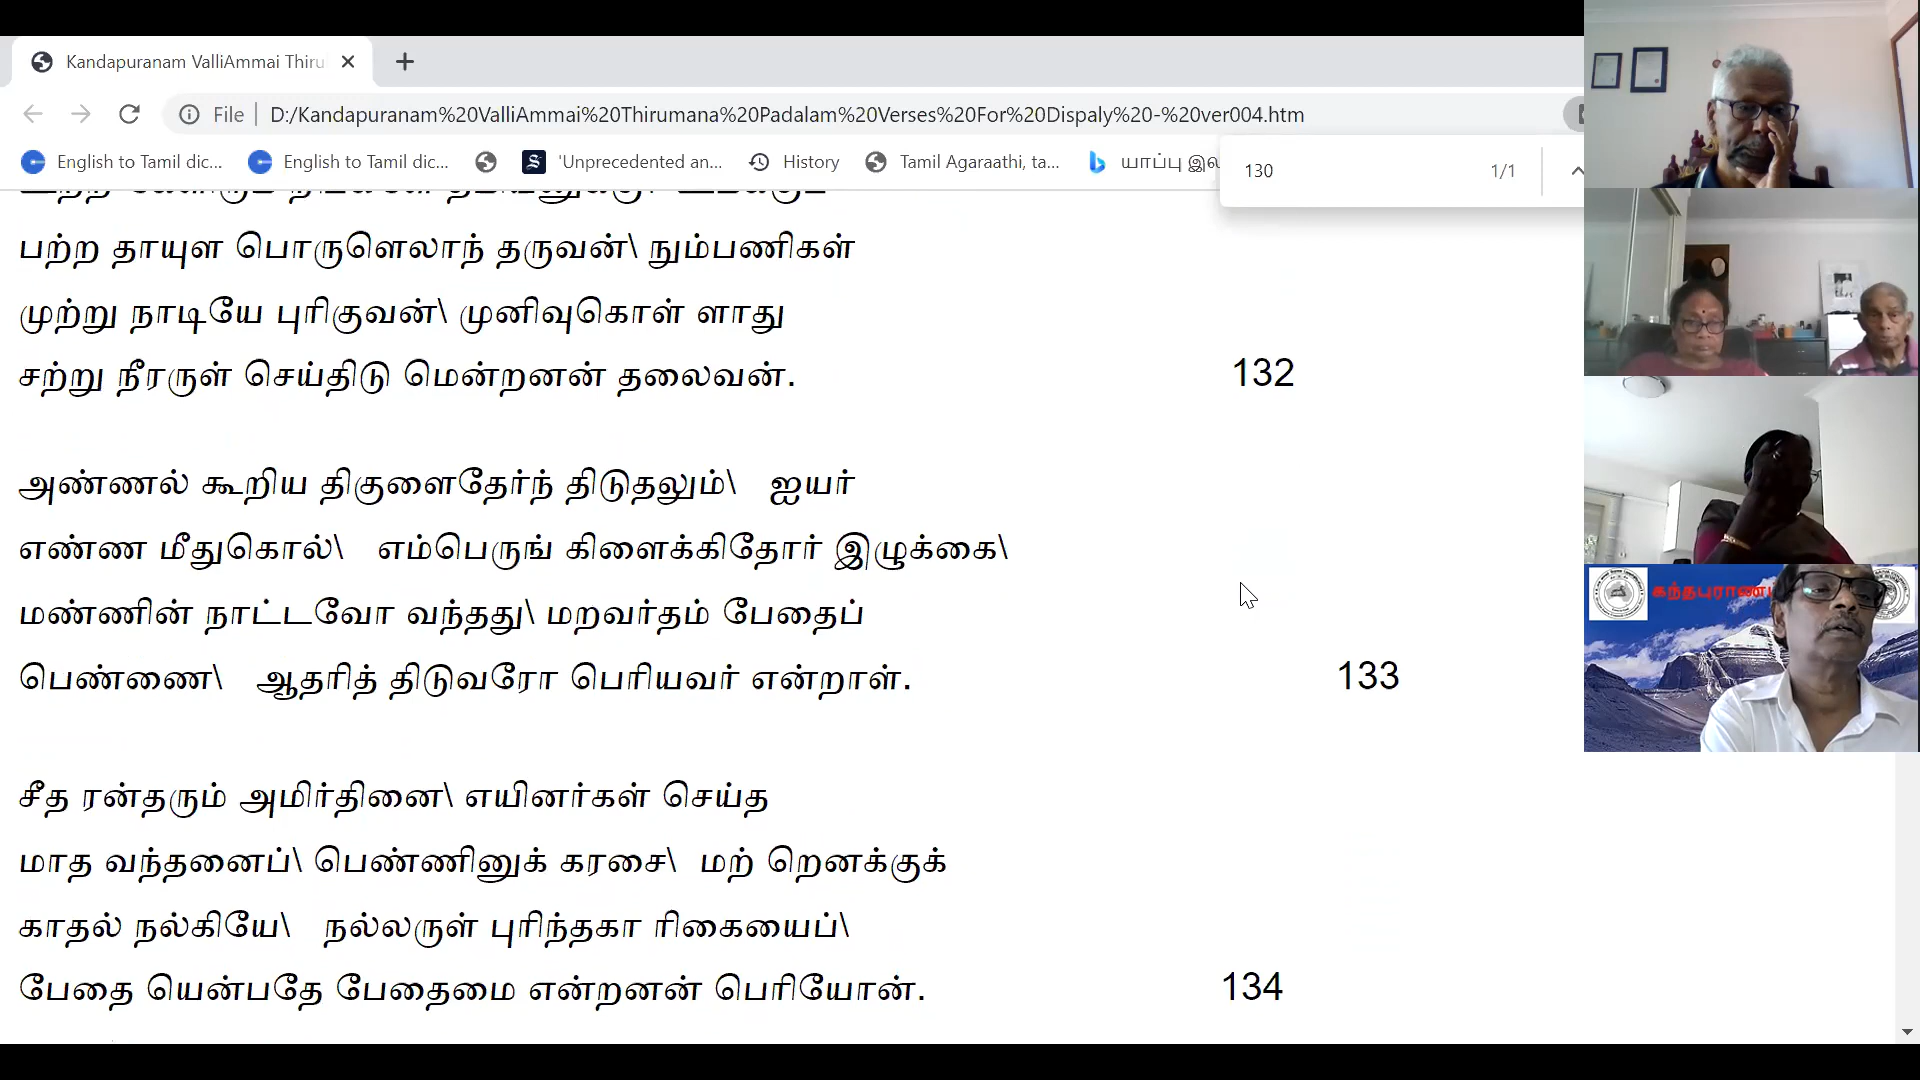 Kandapuranam ValliAmmai Thiru
File
D:/Kandapuranam%20ValliAmmai%20Thirumana%20Padalam%20Verses%20For%20Dispaly%20-%20ver004.htm
English to Tamil dic... English to Tamil dic... S 'Unprecedented an... History Tamil Agaraathi, ta... யாப்பு
130 1/1
பற்ற தாயுள பொருளெலாந் தருவன்\ நும்பணிகள்
முற்று நாடியே புரிகுவன்\ முனிவுகொள் ளாது
சற்று நீரருள் செய்திடு மென்றனன் தலைவன். 132
அண்ணல் கூறிய திகுளைதேர்ந் திடுதலும்\ ஐயர்
எண்ண மீதுகொல்\ எம்பெருங் கிளைக்கிதோர் இழுக்கை\
மண்ணின் நாட்டவோ வந்தது\ மறவர்தம் பேதைப்
பெண்ணை\ ஆதரித் திடுவரோ பெரியவர் என்றாள். 133
சீத ரன்தரும் அமிர்தினை\ எயினர்கள் செய்த
மாத வந்தனைப்\ பெண்ணினுக் கரசை\ மற் றெனக்குக்
காதல் நல்கியே\ நல்லருள் புரிந்தகா ரிகையைப்\
பேதை யென்பதே பேதைமை என்றனன் பெரியோன். 134